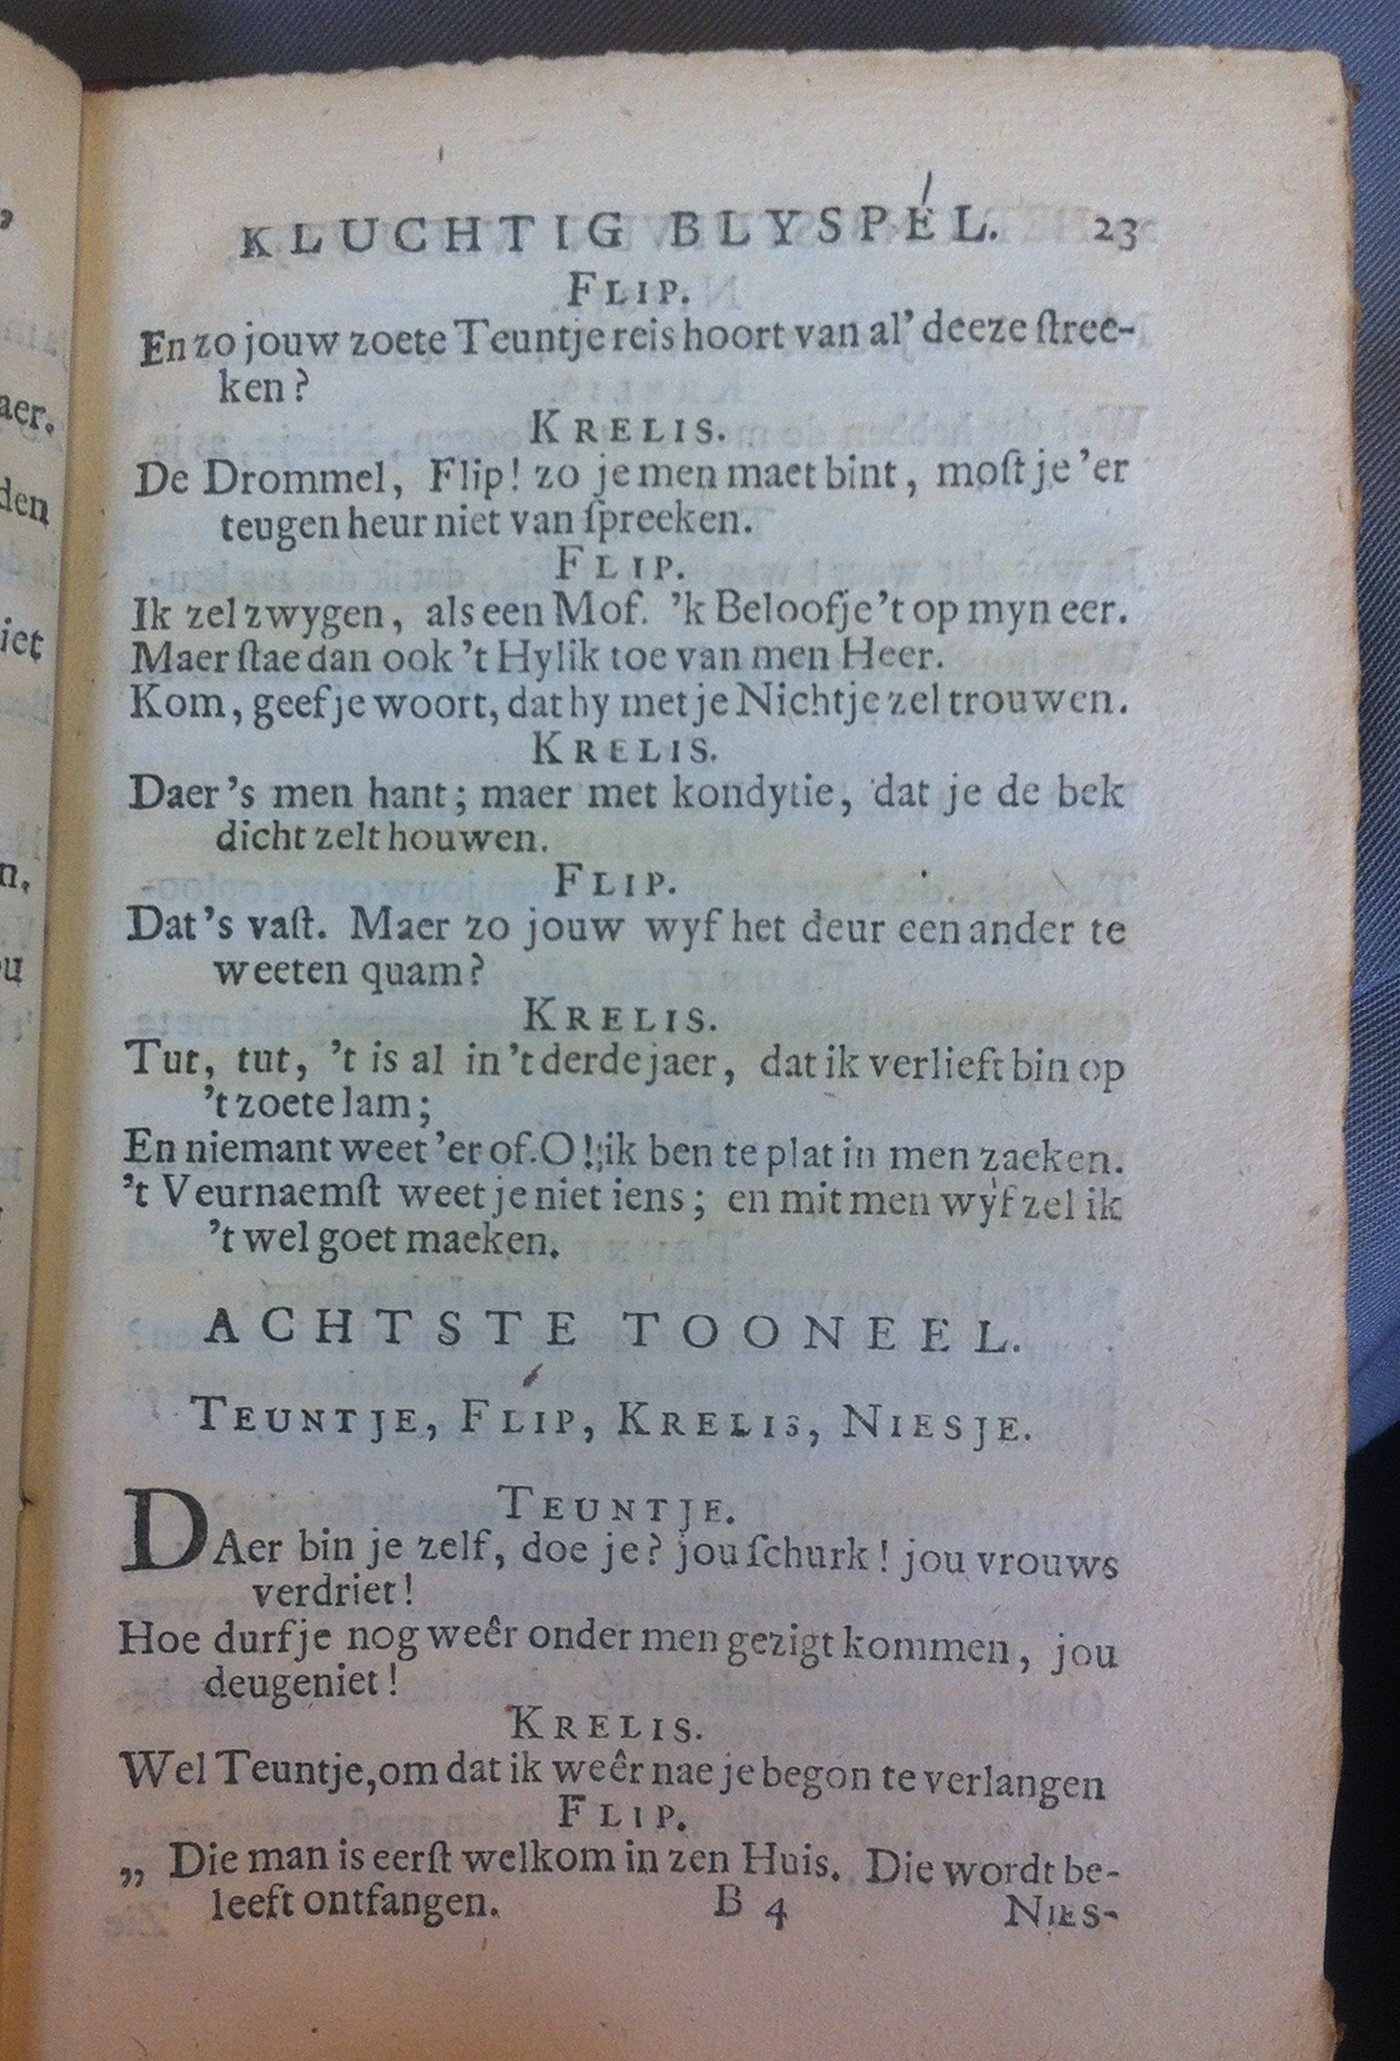 KLUCHTIG BLYSPÉL. 23
FLIP.
En zo jouw zoete Teuntje reis hoort van al’ deeze ſtree-
ken?
KRELIS.
De Drommel, Flip! zo je men maet bint, moſt je ’er
teugen heur niet van ſpreeken.
FLIP.
Ik zel zwygen, als een Mof. ’k Beloof je ’t op myn eer.
Maer ſtae dan ook ’t Hylik toe van men Heer.
Kom, geef je woort, dat hy met je Nichtje zel trouwen.
KRELIS.
Daer ’s men hant; maer met kondytie, dat je de bek
dicht zelt houwen.
FLIP.
Dat ’s vaſt. Maer zo jouw wyf het deur een ander te
weeten quam?
KRELIS.
Tut, tut, ’t is al in ’t derde jaer, dat ik verlieft bin op
’t zoete lam;
En niemant weet ’er of. O! ik ben te plat in men zaeken.
’t Veurnaemſt weet je niet iens; en mit men wyf zel ik
’t wel goet maeken.
ACHTSTE TOONEEL.
TEUNTJE, FLIP, KRELIS, NIESJE.
TEUNTJE.
DAer bin je zelf, doe je? jou ſchurk! jou vrouws
verdriet!
Hoe durf je nog weêr onder men gezigt kommen, jou
deugeniet!
KRELIS.
Wel Teuntje, om dat ik weêr nae je begon te verlangen
FLIP.
„ Die man is eerſt welkom in zen Huis. Die wordt be-
leeft ontfangen. B 4 NIES-